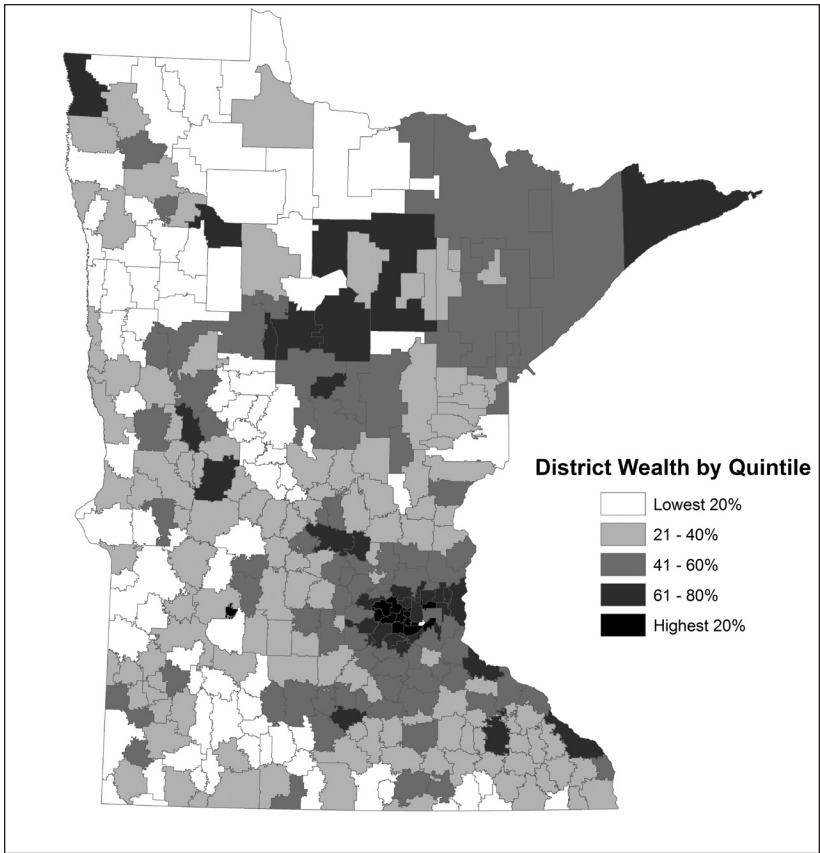 District Wealth by Quintile
Lowest 20%
21 - 40%
41 - 60%
61 - 80%
Highest 20%